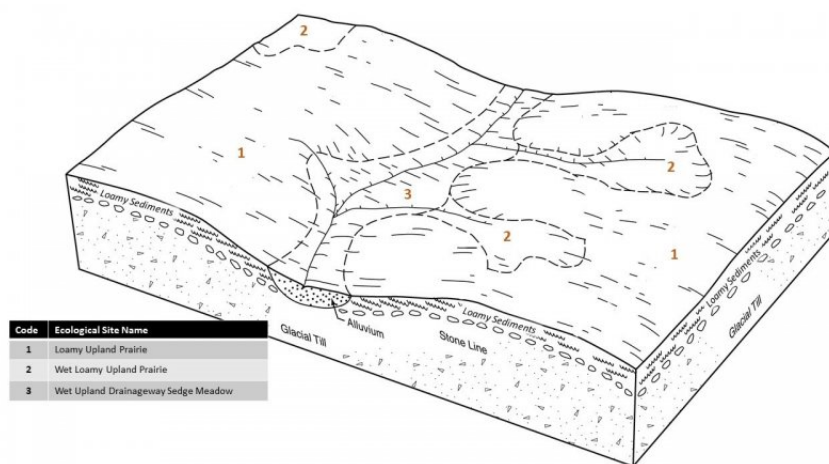 2
1
2
3
2
1
Loamy Sediments
Loamy Sediments
Loamy Sediments
Glacial Till
Alluvium
Stone Line
Glacial Till
Code Ecological Site Name
1 Loamy Upland Prairie
2 Wet Loamy Upland Prairie
3 Wet Upland Drainageway Sedge Meadow